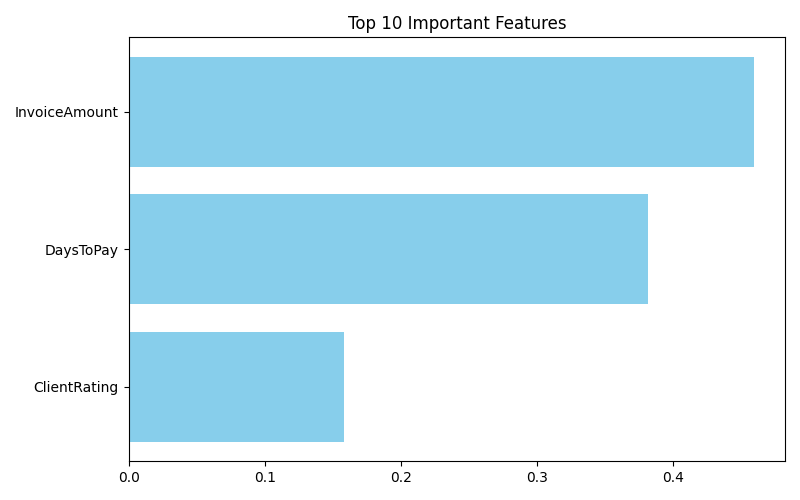 Top 10 Important Features
InvoiceAmount
DaysToPay
ClientRating
0.0 0.1 0.2 0.3 0.4